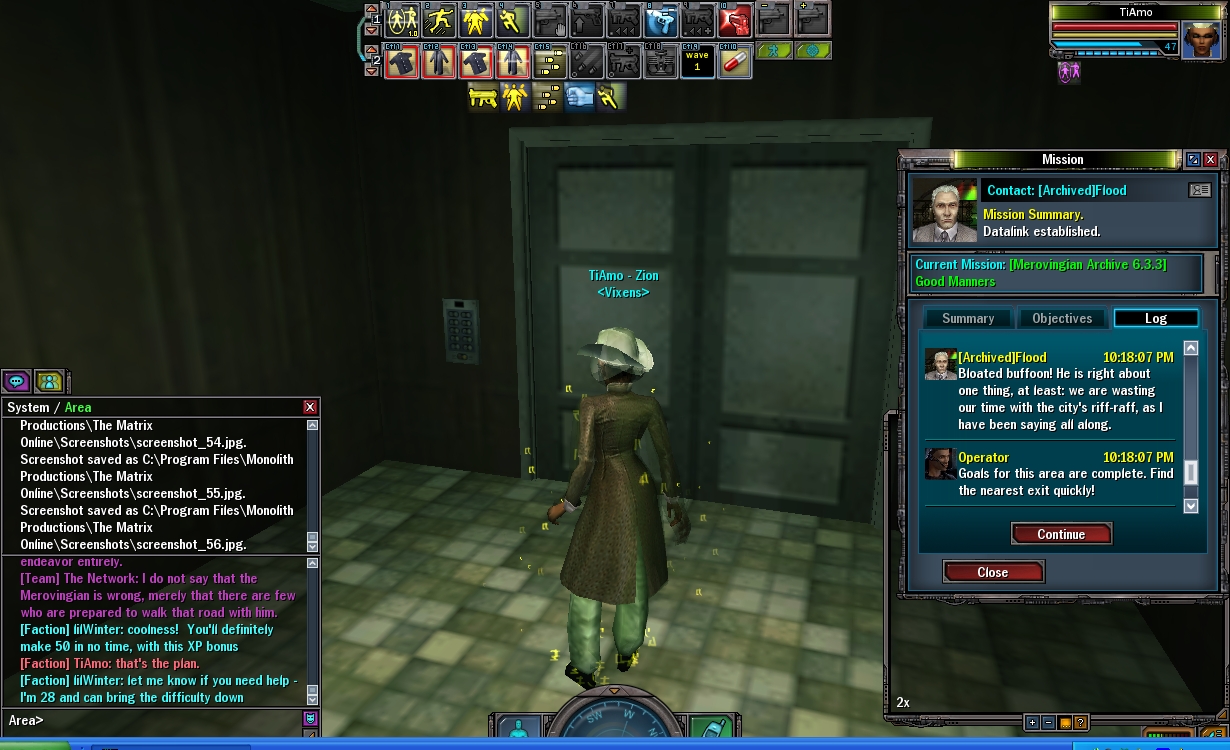 TiAmo
47
wave
1
Mission
Contact: [Archived]Flood
Mission Summary.
Datalink established.
Current Mission: [Merovingian Archive 6.3.3]
Good Manners
Summary
Objectives
Log
[Archived]Flood 10:18:07 PM
Bloated buffoon! He is right about
one thing, at least: we are wasting
our time with the city's riff-raff, as I
have been saying all along.
Operator 10:18:07 PM
Goals for this area are complete. Find
the nearest exit quickly!
Continue
Close
TiAmo - Zion
<Vixens>
System / Area
Productions\The Matrix
Online\Screenshots\screenshot_54.jpg.
Screenshot saved as C:\Program Files\Monolith
Productions\The Matrix
Online\Screenshots\screenshot_55.jpg.
Screenshot saved as C:\Program Files\Monolith
Productions\The Matrix
Online\Screenshots\screenshot_56.jpg.
endeavor entirely.
[Team] The Network: I do not say that the
Merovingian is wrong, merely that there are few
who are prepared to walk that road with him.
[Faction] lilWinter: coolness! You'll definitely
make 50 in no time, with this XP bonus
[Faction] TiAmo: that's the plan.
[Faction] lilWinter: let me know if you need help -
I'm 28 and can bring the difficulty down
Area>
SW
W
2x